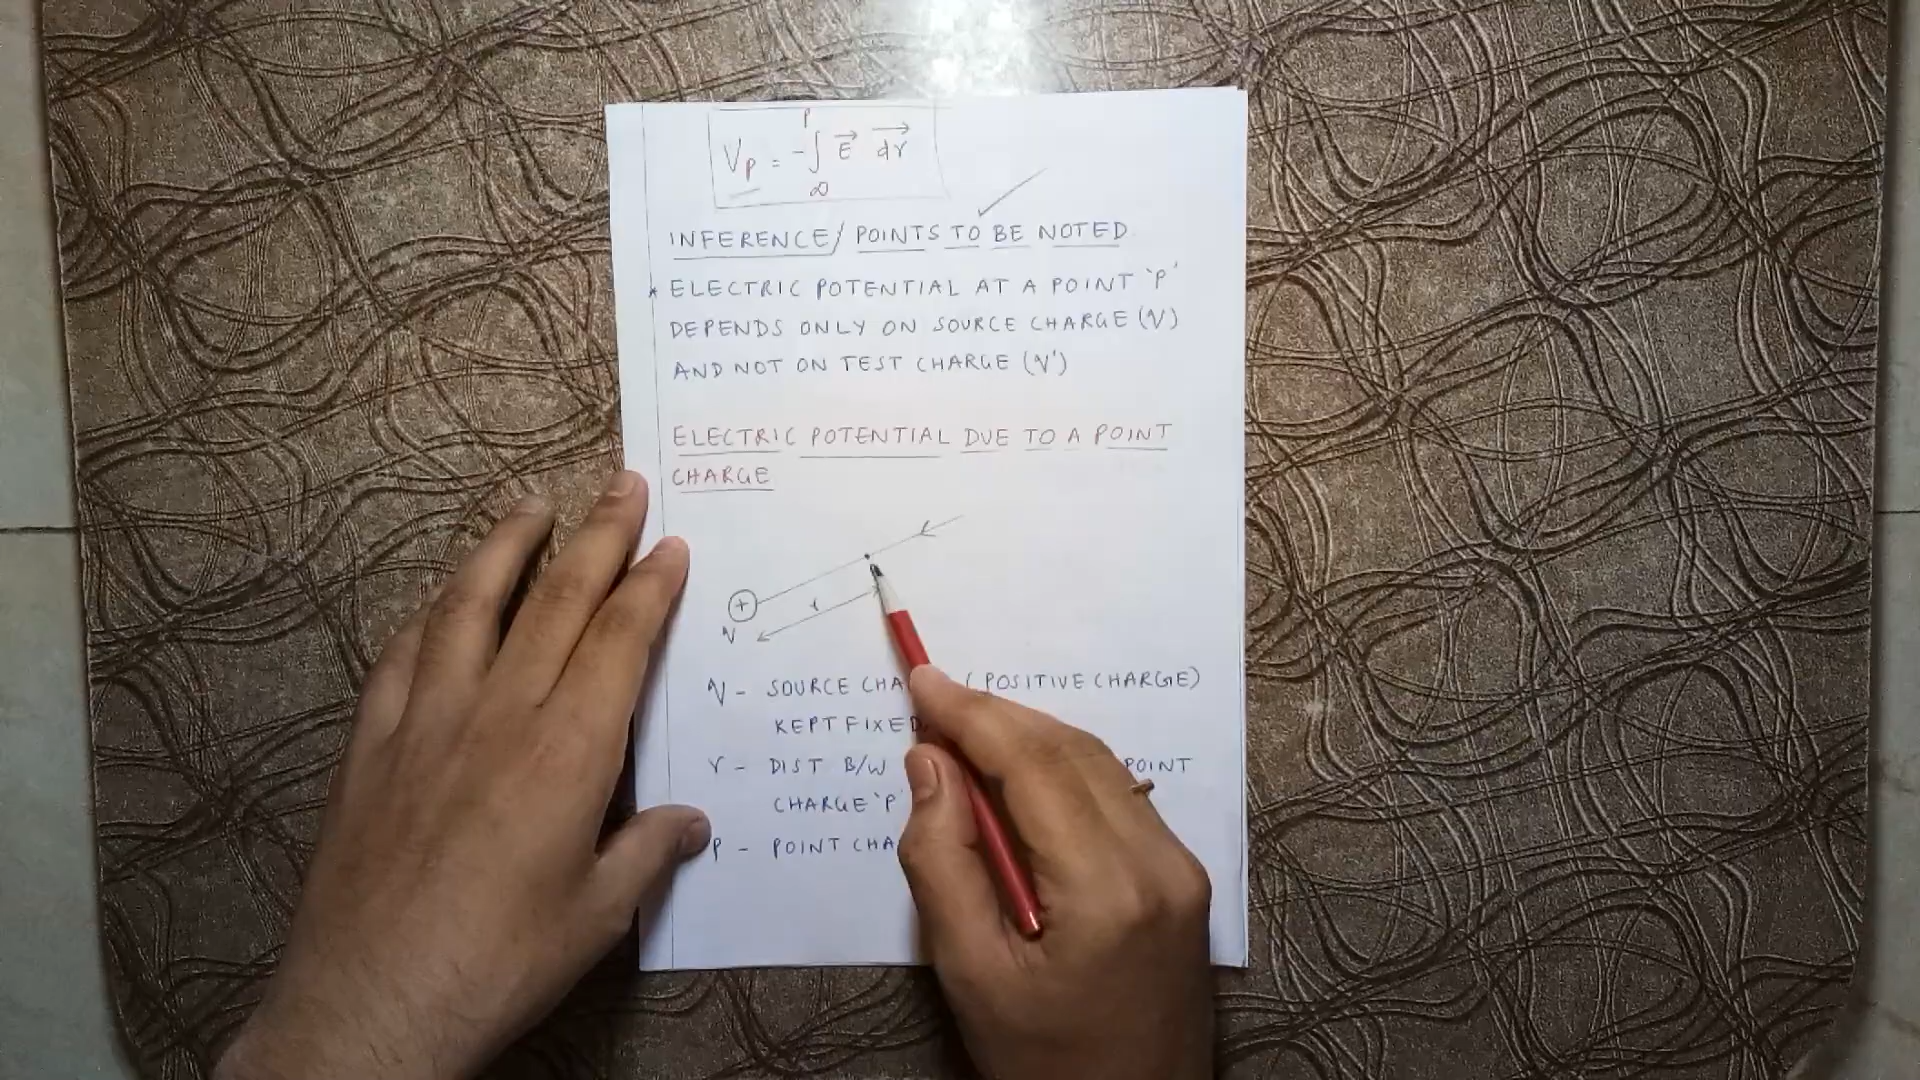 P
Vp = -∫ E⃗ dr⃗
∞
INFERENCE/ POINTS TO BE NOTED
* ELECTRIC POTENTIAL AT A POINT 'P'
DEPENDS ONLY ON SOURCE CHARGE (q)
AND NOT ON TEST CHARGE (q')
ELECTRIC POTENTIAL DUE TO A POINT
CHARGE
+
r
q
q - SOURCE CHA (POSITIVE CHARGE)
KEPT FIXED
r - DIST B/W POINT
CHARGE 'P'
P - POINT CHA